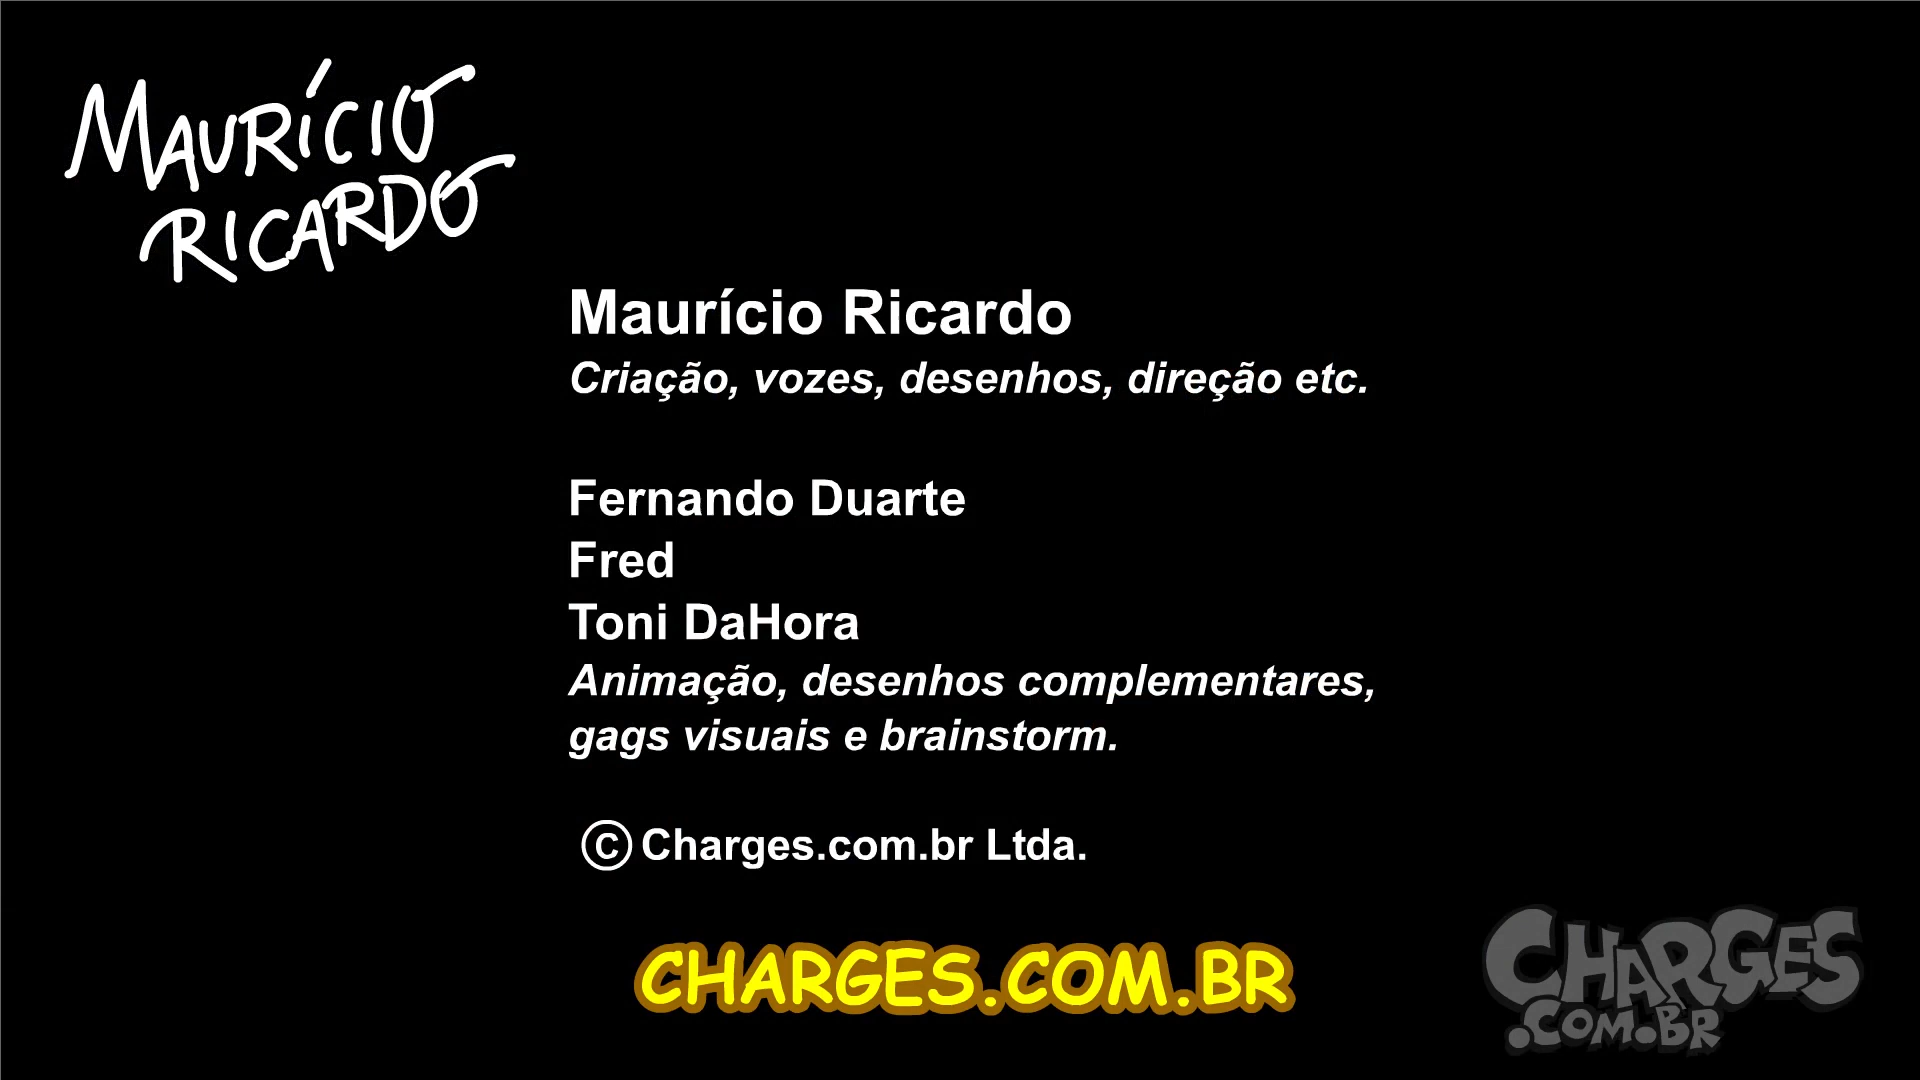 MAURÍCIO
RICARDO
Maurício Ricardo
Criação, vozes, desenhos, direção etc.
Fernando Duarte
Fred
Toni DaHora
Animação, desenhos complementares,
gags visuais e brainstorm.
© Charges.com.br Ltda.
CHARGES.COM.BR
CHARGES
.COM.BR